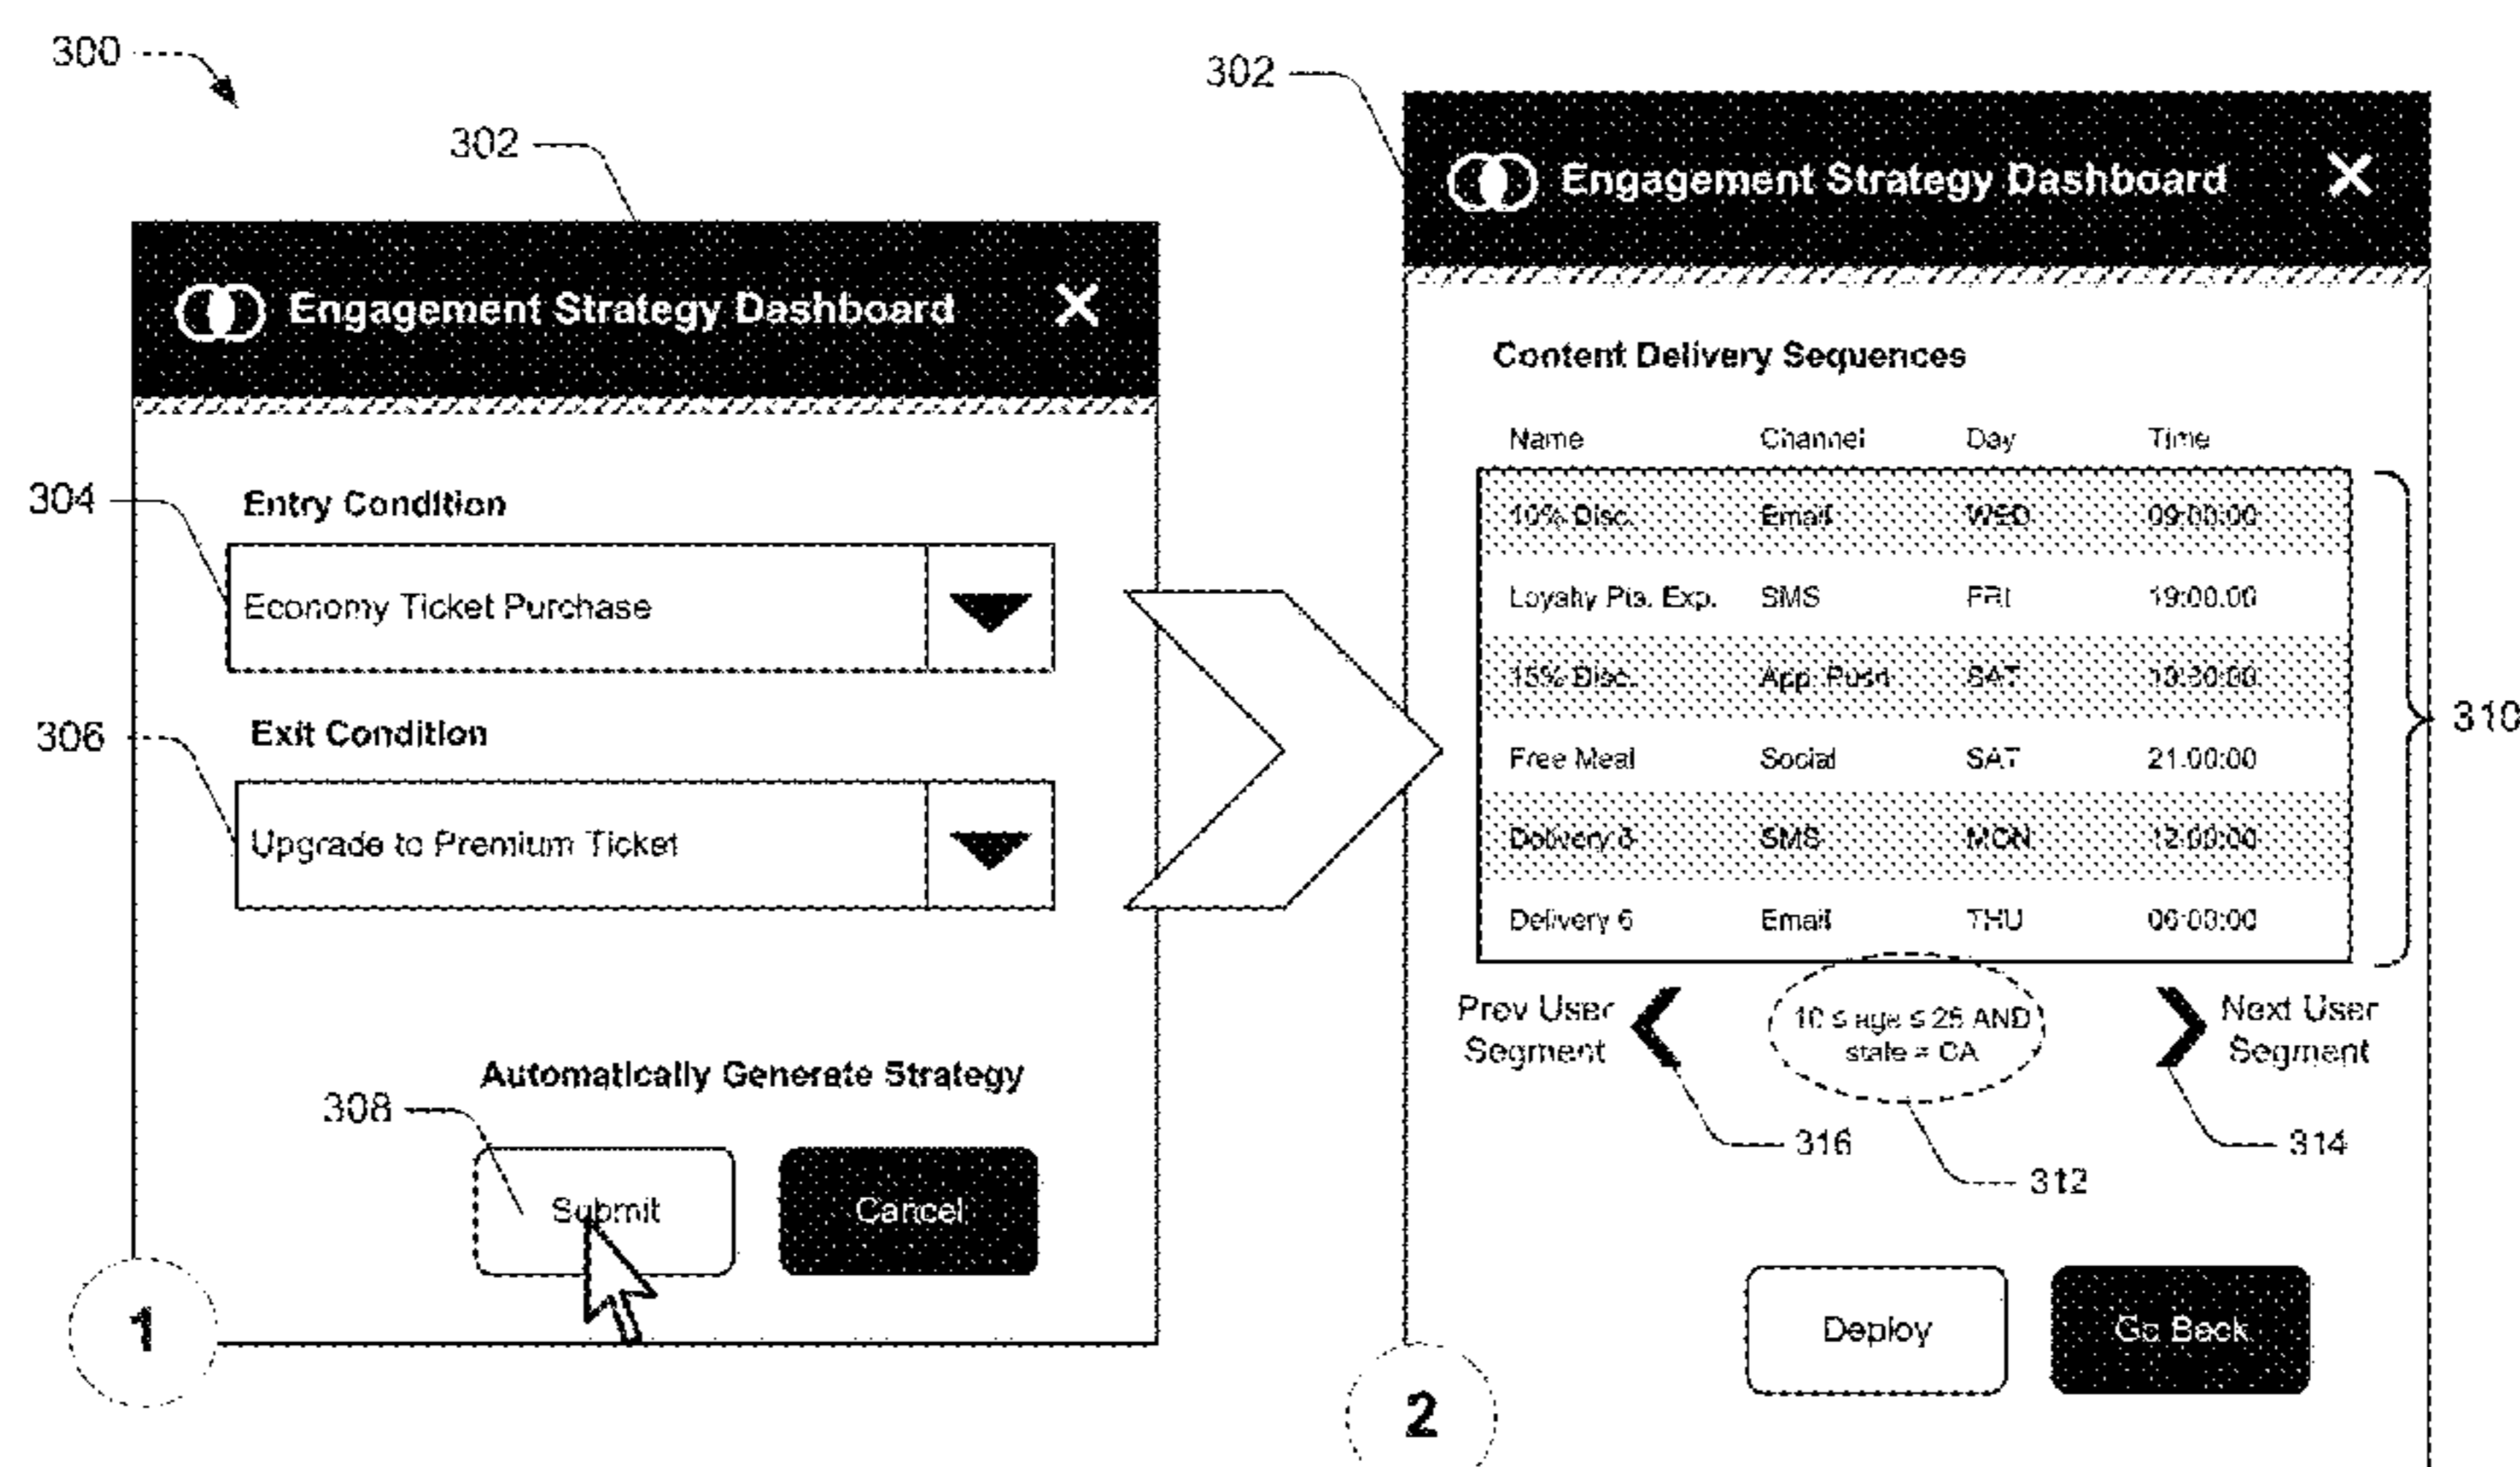 300
302
Engagement Strategy Dashboard
304
Entry Condition
Economy Ticket Purchase
306
Exit Condition
Upgrade to Premium Ticket
Automatically Generate Strategy
308
Submit
Cancel
1
302
Engagement Strategy Dashboard
Content Delivery Sequences
Name Channel Day Time
10% Disc. Email WED 09:00:00
Loyalty Pts. Exp. SMS FRI 19:00:00
15% Disc. App. Push SAT
Free Meal Social SAT 21:00:00
Delivery SMS MON 12:00:00
Delivery 6 Email THU 06:00:00
310
Prev User
Segment
10 ≤ age ≤ AND
state = CA
Next User
Segment
316
314
312
Deploy
Go Back
2